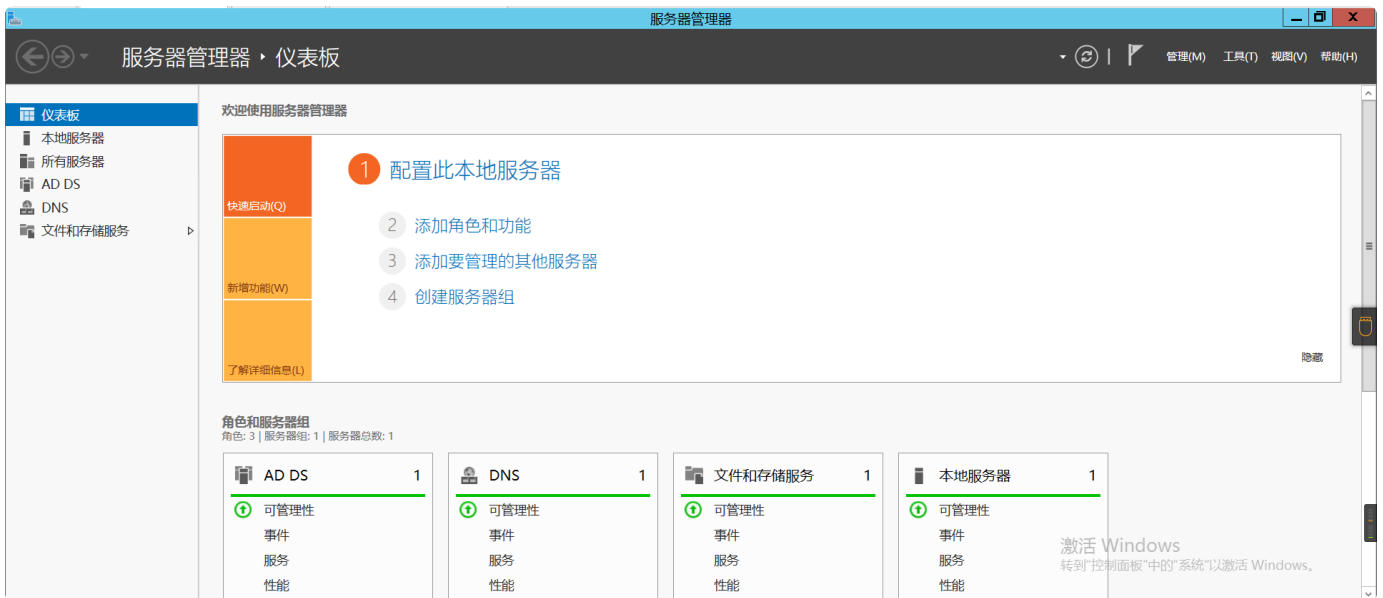 服务器管理器
服务器管理器 仪表板
管理(M) 工具(T) 视图(V) 帮助(H)
仪表板
本地服务器
所有服务器
AD DS
DNS
文件和存储服务
欢迎使用服务器管理器
快速启动(Q)
新增功能(W)
了解详细信息(L)
1 配置此本地服务器
2 添加角色和功能
3 添加要管理的其他服务器
4 创建服务器组
隐藏
角色和服务器组
角色: 3 | 服务器组: 1 | 服务器总数: 1
AD DS 1
可管理性
事件
服务
性能
DNS 1
可管理性
事件
服务
性能
文件和存储服务 1
可管理性
事件
服务
性能
本地服务器 1
可管理性
事件
服务
性能
激活 Windows
转到"控制面板"中的"系统"以激活 Windows。